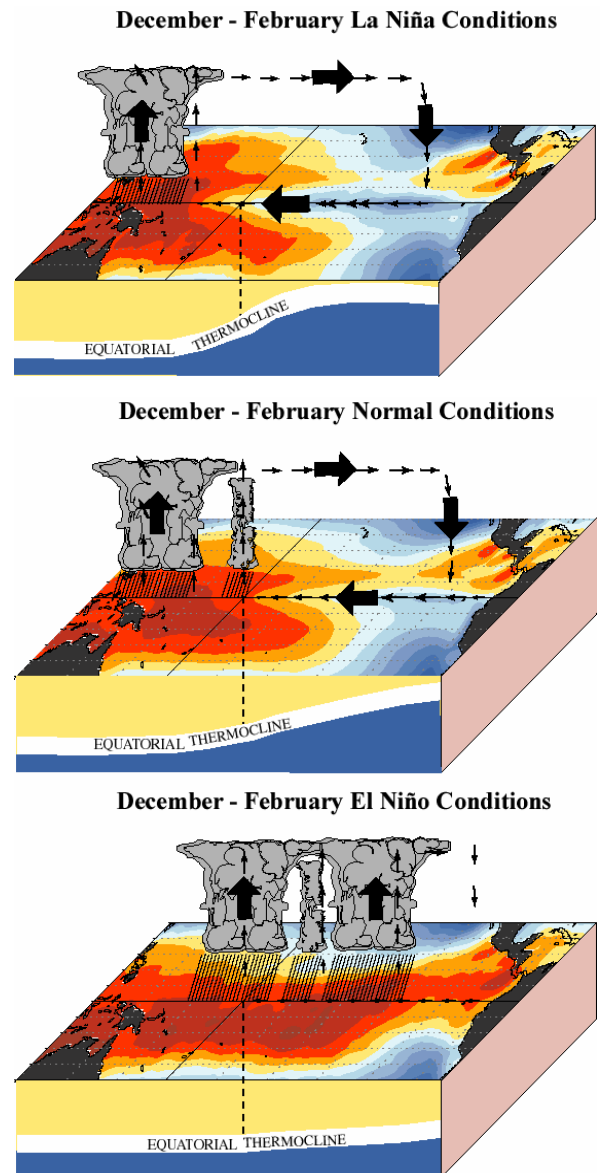 December - February La Niña Conditions
EQUATORIAL THERMOCLINE
December - February Normal Conditions
EQUATORIAL THERMOCLINE
December - February El Niño Conditions
EQUATORIAL THERMOCLINE